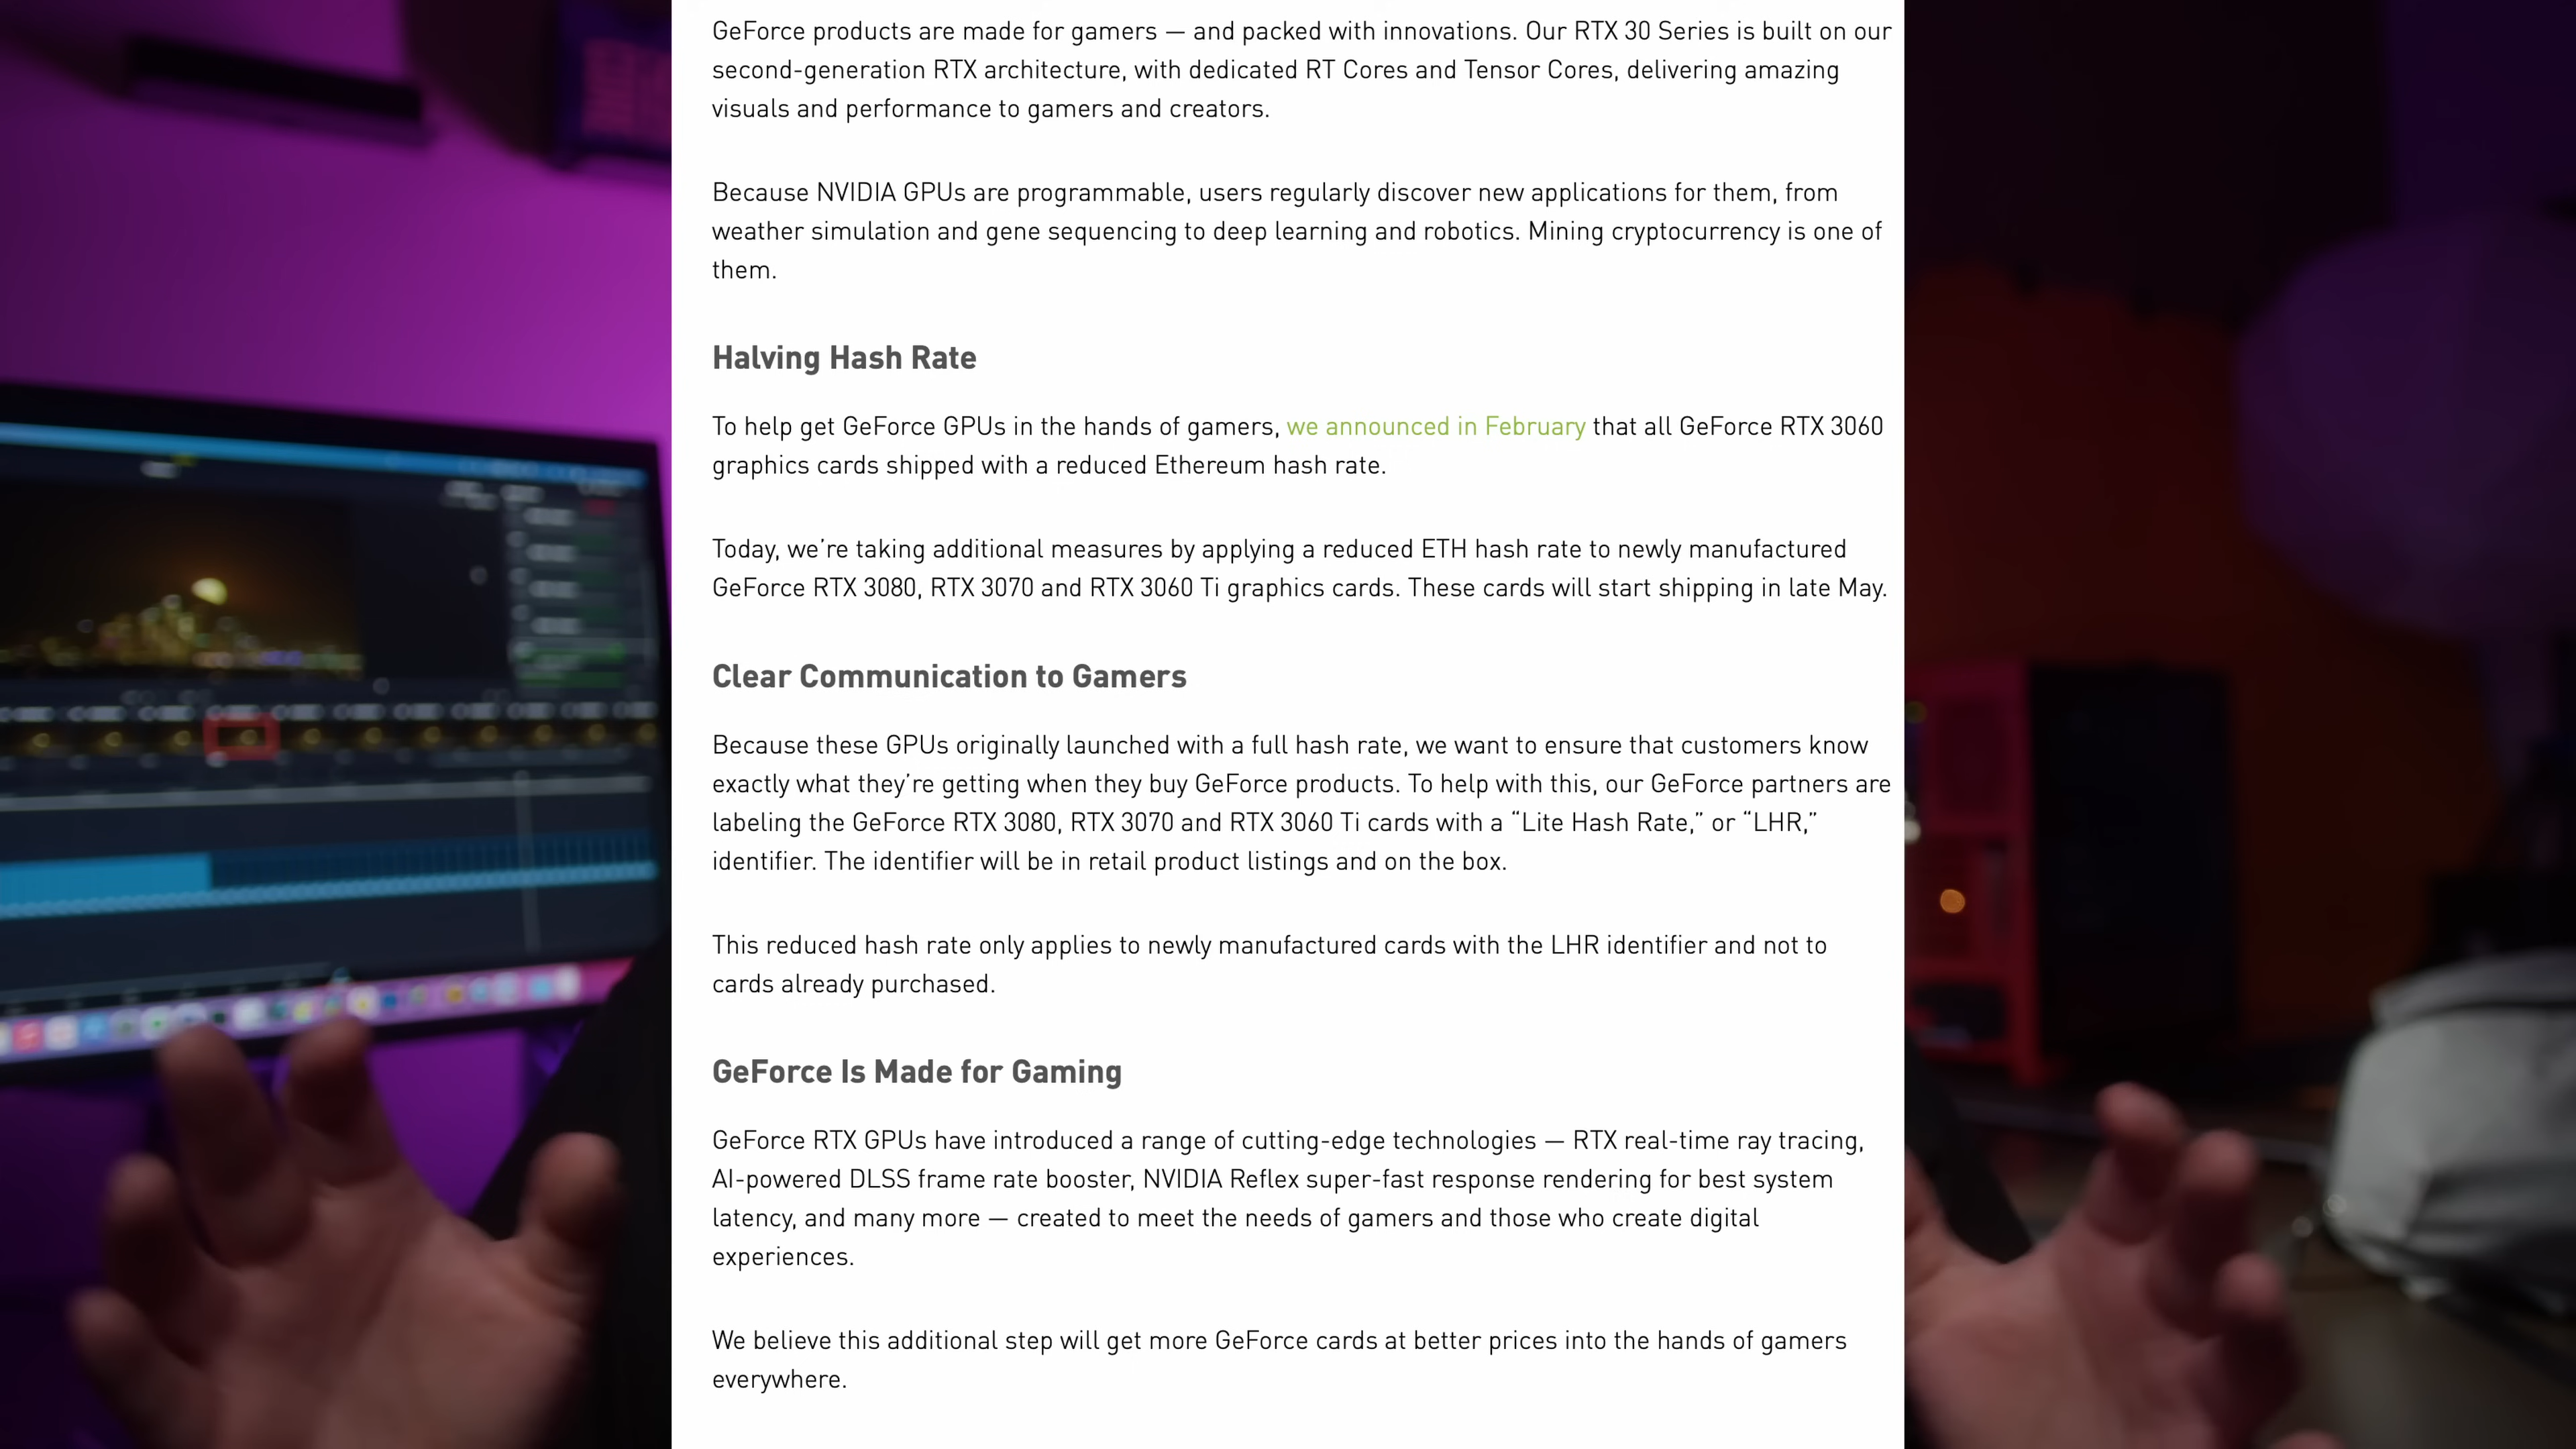 GeForce products are made for gamers — and packed with innovations. Our RTX 30 Series is built on our
second-generation RTX architecture, with dedicated RT Cores and Tensor Cores, delivering amazing
visuals and performance to gamers and creators.
Because NVIDIA GPUs are programmable, users regularly discover new applications for them, from
weather simulation and gene sequencing to deep learning and robotics. Mining cryptocurrency is one of
them.
Halving Hash Rate
To help get GeForce GPUs in the hands of gamers, we announced in February that all GeForce RTX 3060
graphics cards shipped with a reduced Ethereum hash rate.
Today, we’re taking additional measures by applying a reduced ETH hash rate to newly manufactured
GeForce RTX 3080, RTX 3070 and RTX 3060 Ti graphics cards. These cards will start shipping in late May.
Clear Communication to Gamers
Because these GPUs originally launched with a full hash rate, we want to ensure that customers know
exactly what they’re getting when they buy GeForce products. To help with this, our GeForce partners are
labeling the GeForce RTX 3080, RTX 3070 and RTX 3060 Ti cards with a “Lite Hash Rate,” or “LHR,”
identifier. The identifier will be in retail product listings and on the box.
This reduced hash rate only applies to newly manufactured cards with the LHR identifier and not to
cards already purchased.
GeForce Is Made for Gaming
GeForce RTX GPUs have introduced a range of cutting-edge technologies — RTX real-time ray tracing,
AI-powered DLSS frame rate booster, NVIDIA Reflex super-fast response rendering for best system
latency, and many more — created to meet the needs of gamers and those who create digital
experiences.
We believe this additional step will get more GeForce cards at better prices into the hands of gamers
everywhere.